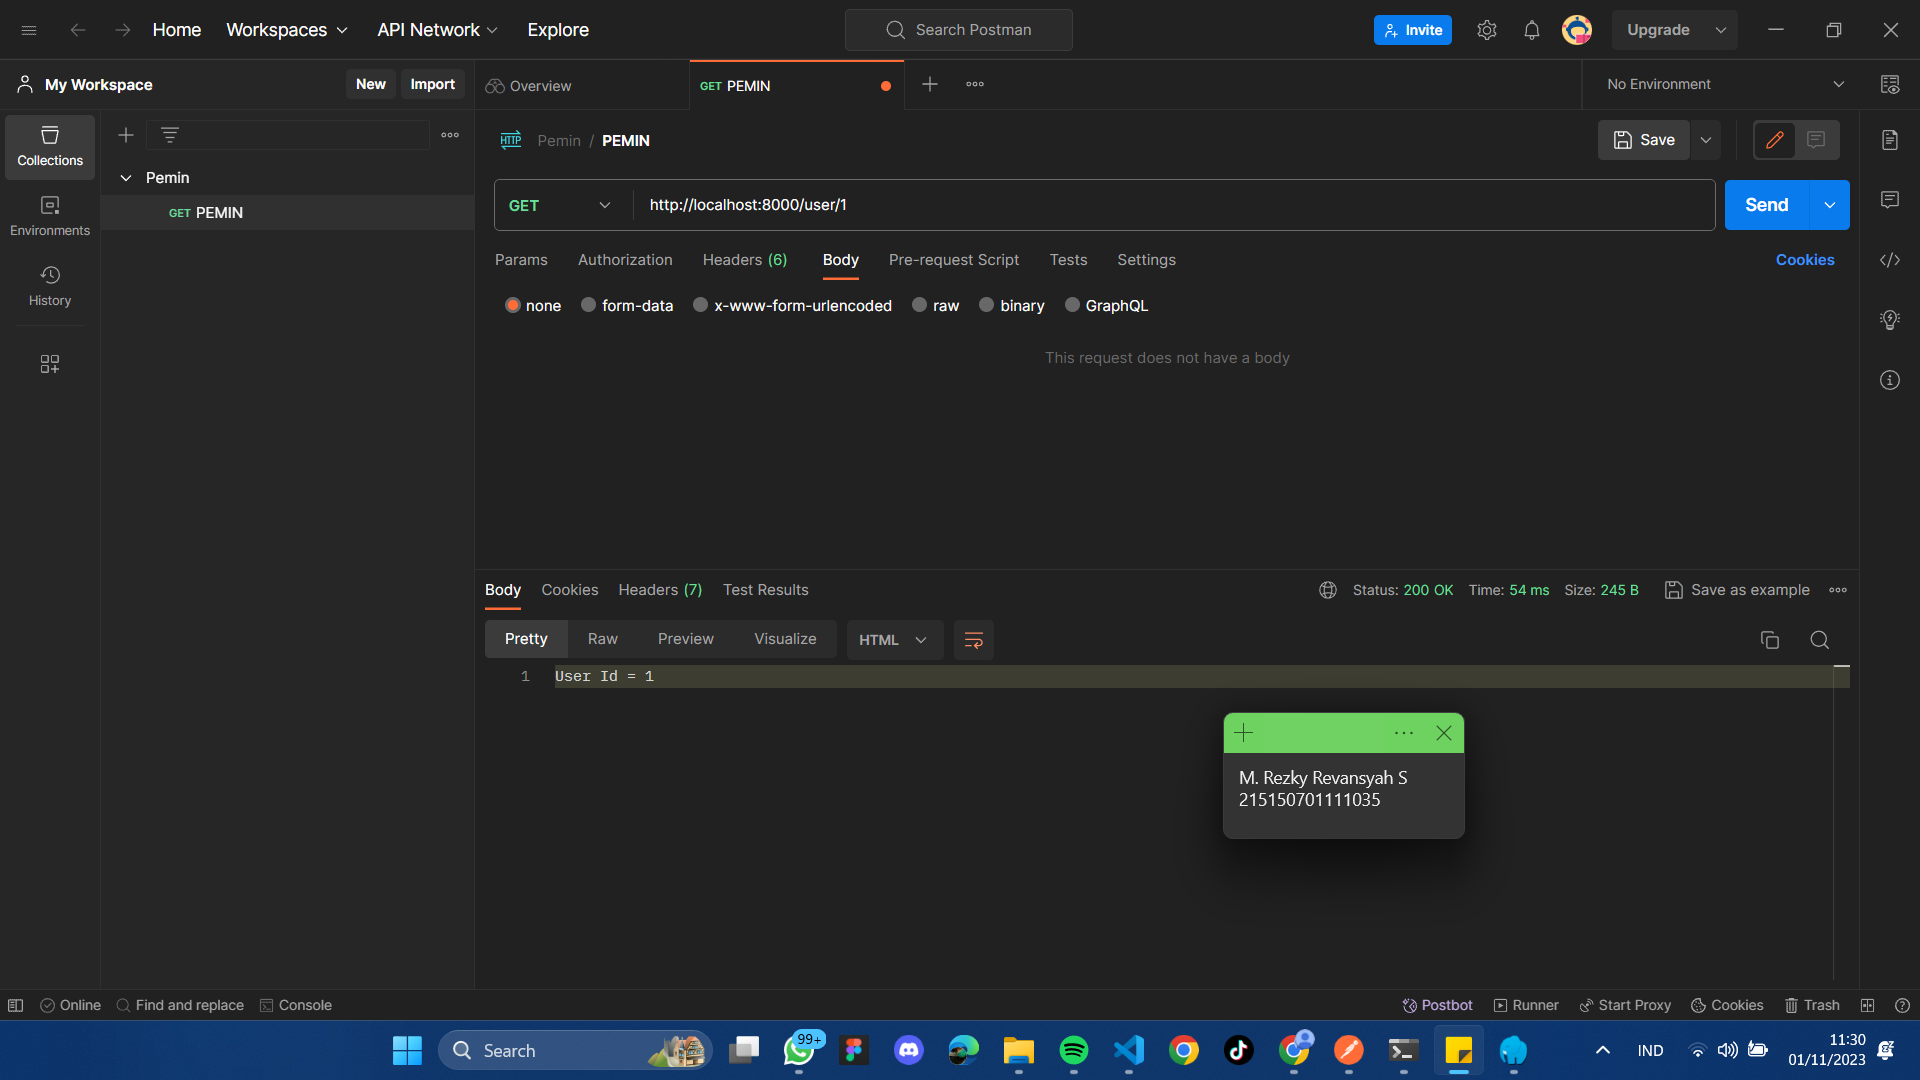 Home Workspaces API Network Explore Search Postman Invite Upgrade
My Workspace New Import Overview GET PEMIN No Environment
Collections
Environments
History
Pemin
GET PEMIN
HTTP Pemin / PEMIN Save
GET http://localhost:8000/user/1 Send
Params Authorization Headers (6) Body Pre-request Script Tests Settings Cookies
none form-data x-www-form-urlencoded raw binary GraphQL
This request does not have a body
Body Cookies Headers (7) Test Results Status: 200 OK Time: 54 ms Size: 245 B Save as example
Pretty Raw Preview Visualize HTML
1 User Id = 1
M. Rezky Revansyah S
215150701111035
Online Find and replace Console Postbot Runner Start Proxy Cookies Trash
Search 99+ IND 11:30
01/11/2023